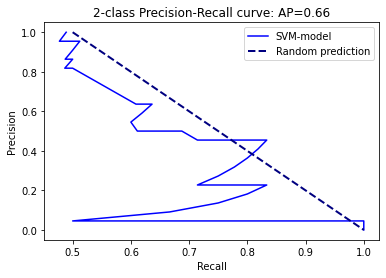 2-class Precision-Recall curve: AP=0.66
SVM-model
Random prediction
1.0
0.8
0.6
0.4
0.2
0.0
Precision
0.5 0.6 0.7 0.8 0.9 1.0
Recall